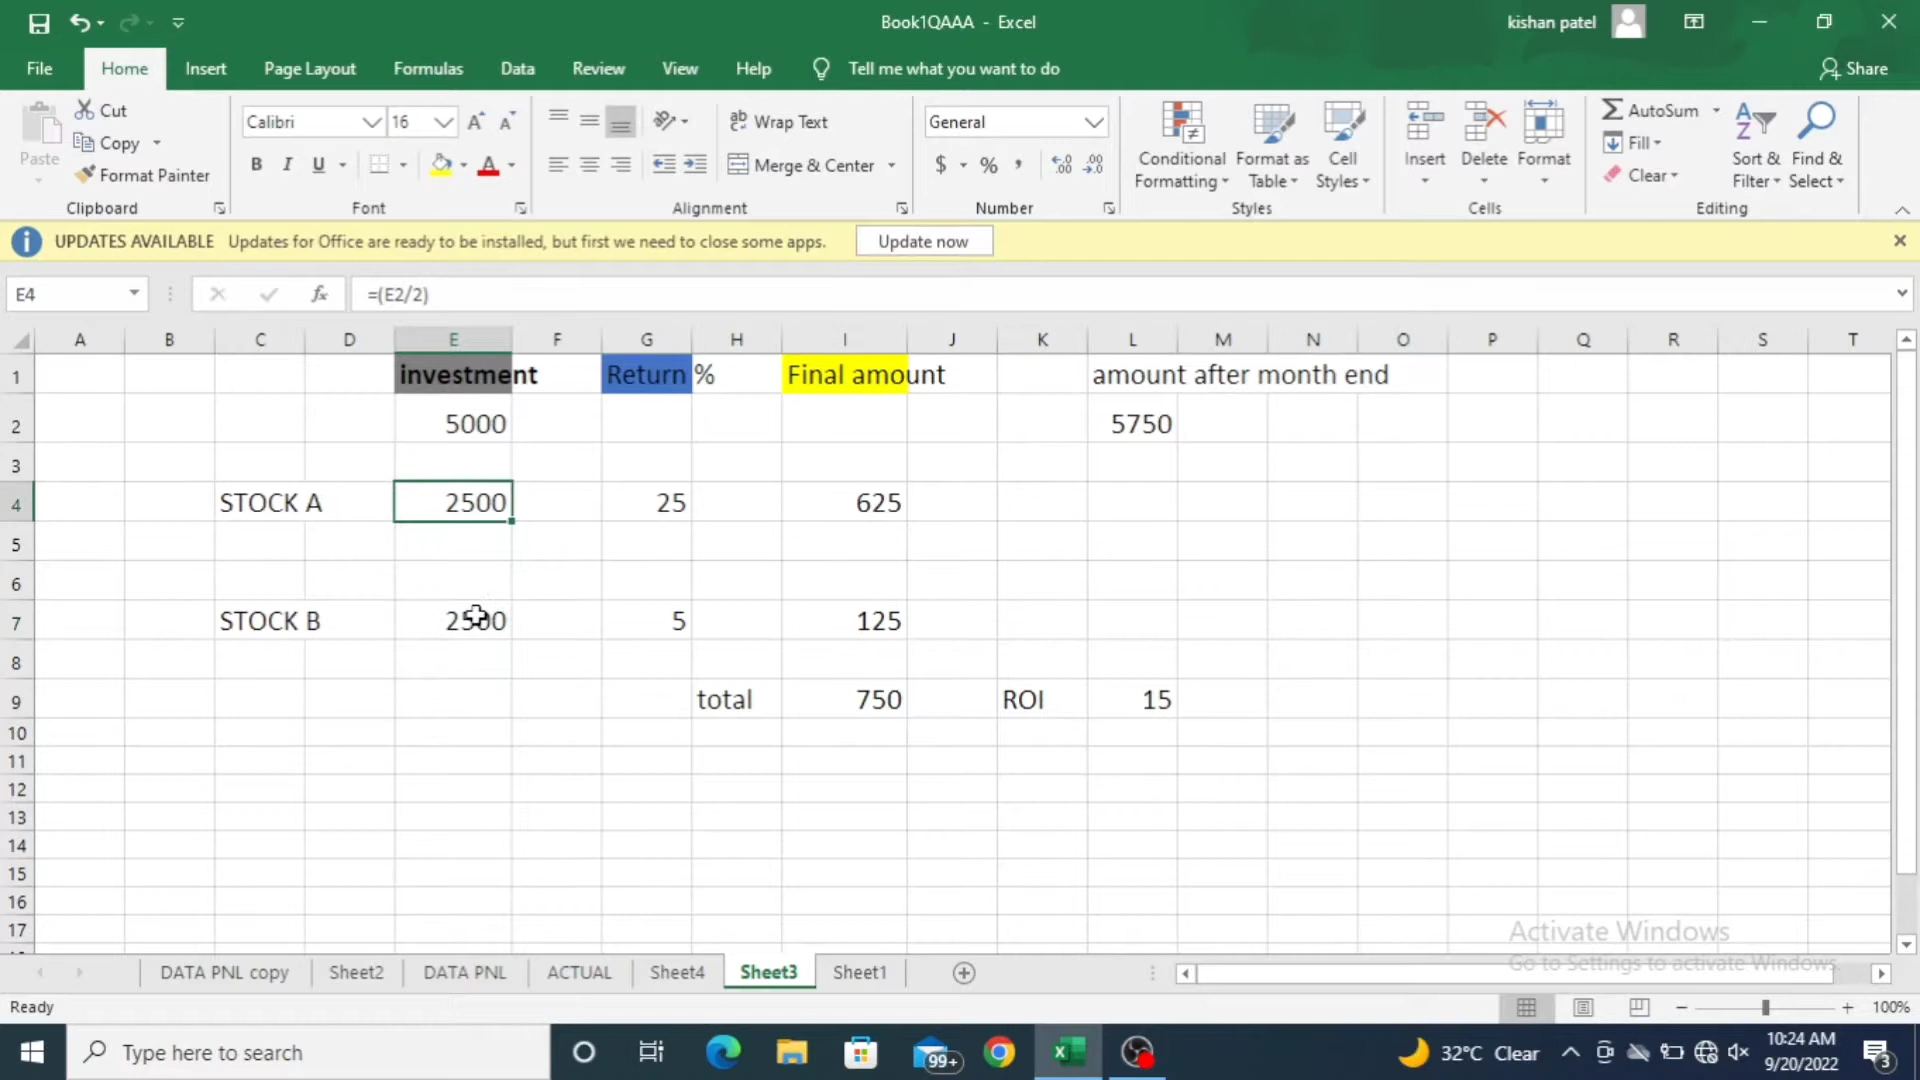 Book1QAAA - Excel
kishan patel
File Home Insert Page Layout Formulas Data Review View Help Tell me what you want to do Share
Paste
Cut
Copy
Format Painter
Clipboard
Calibri 16
B I U A
Font
Wrap Text
Merge & Center
Alignment
General
$ % ,
Number
Conditional Formatting
Format as Table
Cell Styles
Styles
Insert Delete Format
Cells
AutoSum
Fill
Clear
Sort & Filter
Find & Select
Editing
UPDATES AVAILABLE Updates for Office are ready to be installed, but first we need to close some apps. Update now
E4 fx =(E2/2)
A B C D E F G H I J K L M N O P Q R S T
1 investment Return % Final amount amount after month end
2 5000 5750
3
4 STOCK A 2500 25 625
5
6
7 STOCK B 2500 5 125
8
9 total 750 ROI 15
10
11
12
13
14
15
16
17
Activate Windows
Go to Settings to activate Windows.
DATA PNL copy Sheet2 DATA PNL ACTUAL Sheet4 Sheet3 Sheet1
Ready 100%
Type here to search
99+
32°C Clear
10:24 AM
9/20/2022
3